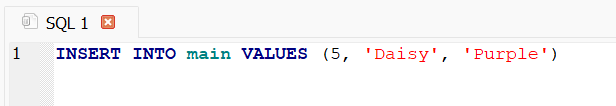 SQL 1
1 INSERT INTO main VALUES (5, 'Daisy', 'Purple')